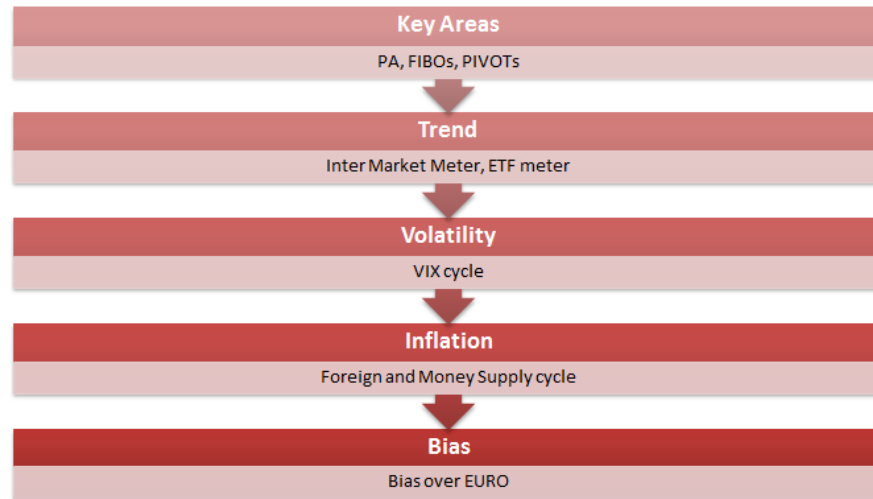 Key Areas
PA, FIBOs, PIVOTs
Trend
Inter Market Meter, ETF meter
Volatility
VIX cycle
Inflation
Foreign and Money Supply cycle
Bias
Bias over EURO